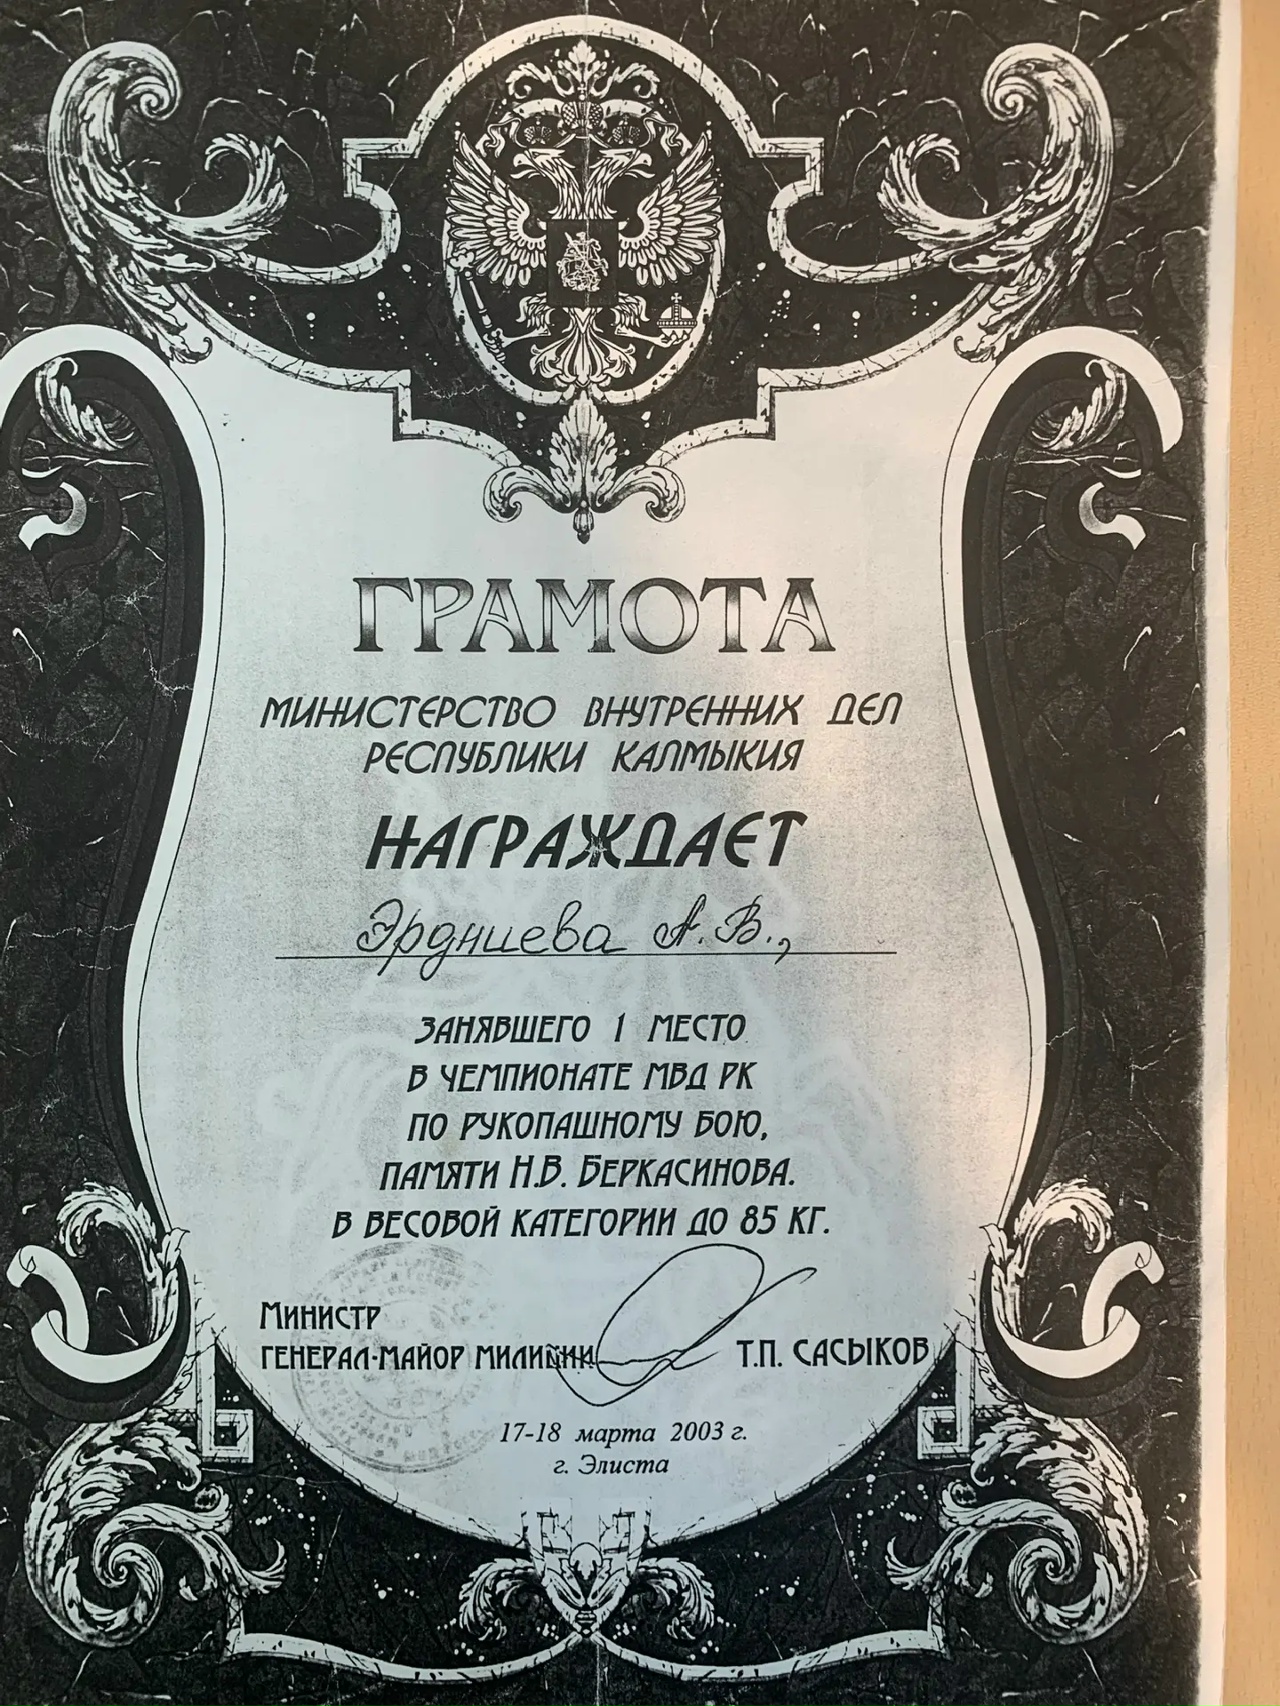 ГРАМОТА
МИНИСТЕРСТВО ВНУТРЕННИХ ДЕЛ
РЕСПУБЛИКИ КАЛМЫКИЯ
НАГРАЖДАЕТ
Эрдниева А.В.,
ЗАНЯВШЕГО 1 МЕСТО
В ЧЕМПИОНАТЕ МВД РК
ПО РУКОПАШНОМУ БОЮ,
ПАМЯТИ Н.В. БЕРКАСИНОВА.
В ВЕСОВОЙ КАТЕГОРИИ ДО 85 КГ.
МИНИСТР
ГЕНЕРАЛ-МАЙОР МИЛИЦИИ Т.П. САСЫКОВ
17-18 марта 2003 г.
г. Элиста